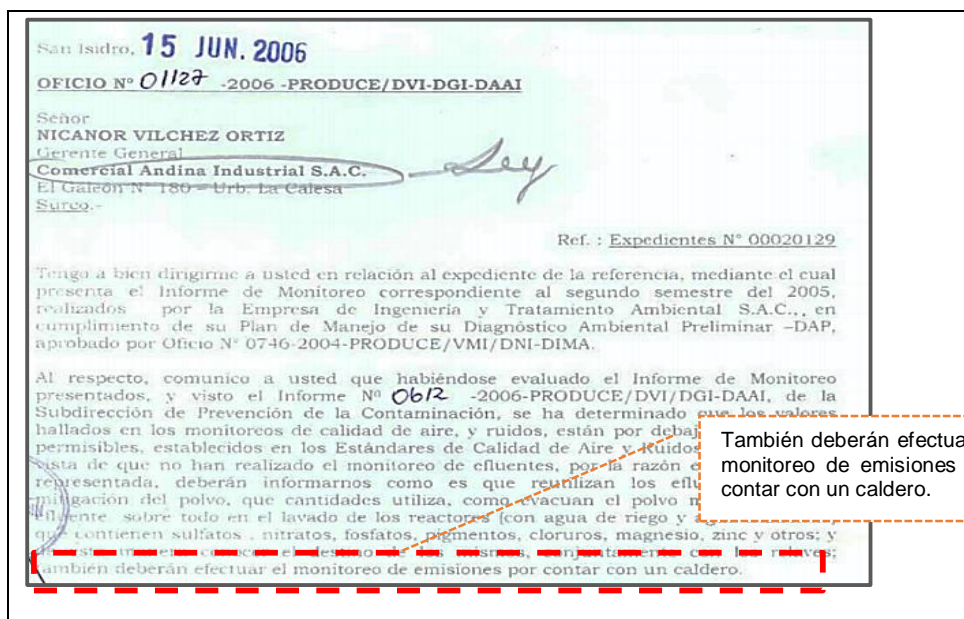 San Isidro, 15 JUN. 2006
OFICIO N° 01127 -2006 -PRODUCE/DVI-DGI-DAAI
Señor
NICANOR VILCHEZ ORTIZ
Gerente General
Comercial Andina Industrial S.A.C.
El Galeón N° 180 – Urb. La Calesa
Surco.-
Ref. : Expedientes N° 00020129
Tengo a bien dirigirme a usted en relación al expediente de la referencia, mediante el cual
presenta el Informe de Monitoreo correspondiente al segundo semestre del 2005,
realizados por la Empresa de Ingeniería y Tratamiento Ambiental S.A.C., en
cumplimiento de su Plan de Manejo de su Diagnóstico Ambiental Preliminar –DAP,
aprobado por Oficio N° 0746-2004-PRODUCE/VMI/DNI-DIMA.
Al respecto, comunico a usted que habiéndose evaluado el Informe de Monitoreo
presentados, y visto el Informe Nº 0612 -2006-PRODUCE/DVI/DGI-DAAI, de la
Subdirección de Prevención de la Contaminación, se ha determinado que los valores
hallados en los monitoreos de calidad de aire, y ruidos, están por debaj
permisibles, establecidos en los Estándares de Calidad de Aire y Ruidos
vista de que no han realizado el monitoreo de efluentes, por la razón e
representada, deberán informarnos como es que reutilizan los eflu
mitigación del polvo, que cantidades utiliza, como evacuan el polvo m
efluente sobre todo en el lavado de los reactores (con agua de riego y
que contienen sulfatos , nitratos, fosfatos, pigmentos, cloruros, magnesio, zinc y otros; y
el destino de los mismos, conjuntamente con los relaves;
también deberán efectuar el monitoreo de emisiones por contar con un caldero.
También deberán efectua
monitoreo de emisiones
contar con un caldero.